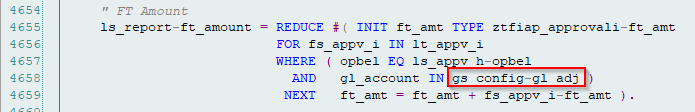 4654 " FT Amount
4655 ls_report-ft_amount = REDUCE #( INIT ft_amt TYPE ztfiap_approvali-ft_amt
4656 FOR fs_appv_i IN lt_appv_i
4657 WHERE ( opbel EQ ls_appv_h-opbel
4658 AND gl_account IN gs_config-gl_adj )
4659 NEXT ft_amt = ft_amt + fs_appv_i-ft_amt ).